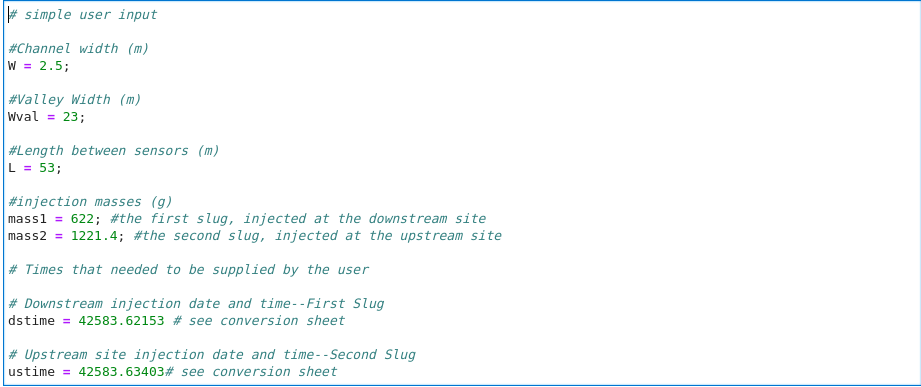 # simple user input
#Channel width (m)
W = 2.5;
#Valley Width (m)
Wval = 23;
#Length between sensors (m)
L = 53;
#injection masses (g)
mass1 = 622; #the first slug, injected at the downstream site
mass2 = 1221.4; #the second slug, injected at the upstream site
# Times that needed to be supplied by the user
# Downstream injection date and time--First Slug
dstime = 42583.62153 # see conversion sheet
# Upstream site injection date and time--Second Slug
ustime = 42583.63403# see conversion sheet